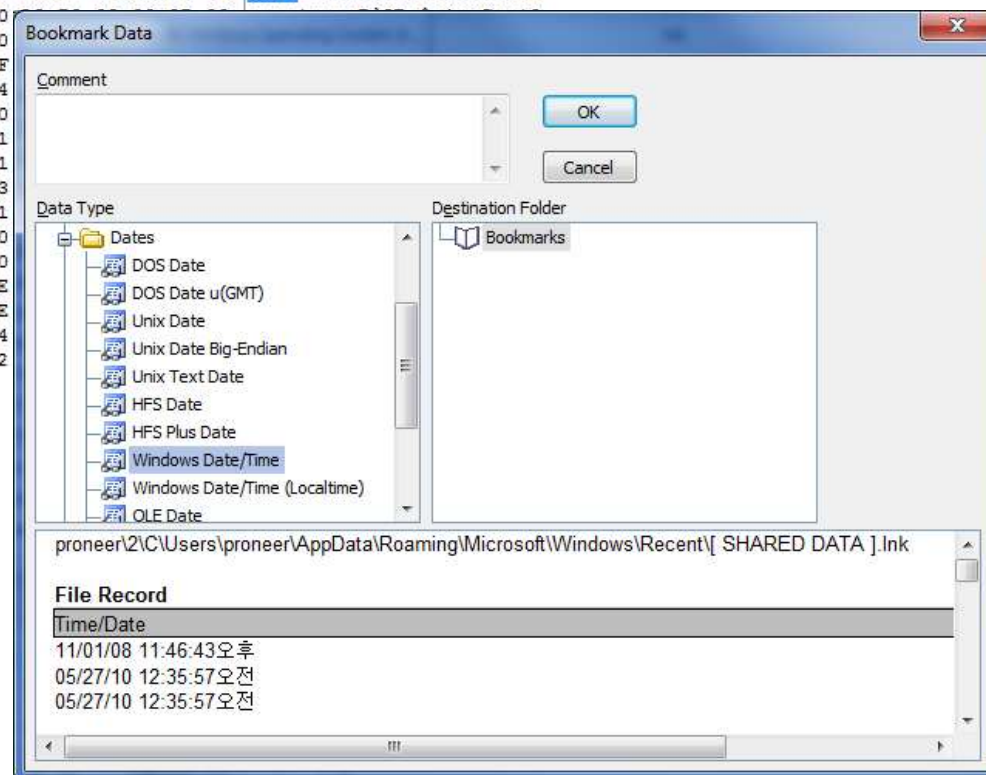 Bookmark Data
Comment
OK
Cancel
Data Type
Destination Folder
Dates
DOS Date
DOS Date u(GMT)
Unix Date
Unix Date Big-Endian
Unix Text Date
HFS Date
HFS Plus Date
Windows Date/Time
Windows Date/Time (Localtime)
OLE Date
Bookmarks
proneer\2\C\Users\proneer\AppData\Roaming\Microsoft\Windows\Recent\[ SHARED DATA ].lnk
File Record
Time/Date
11/01/08 11:46:43오후
05/27/10 12:35:57오전
05/27/10 12:35:57오전